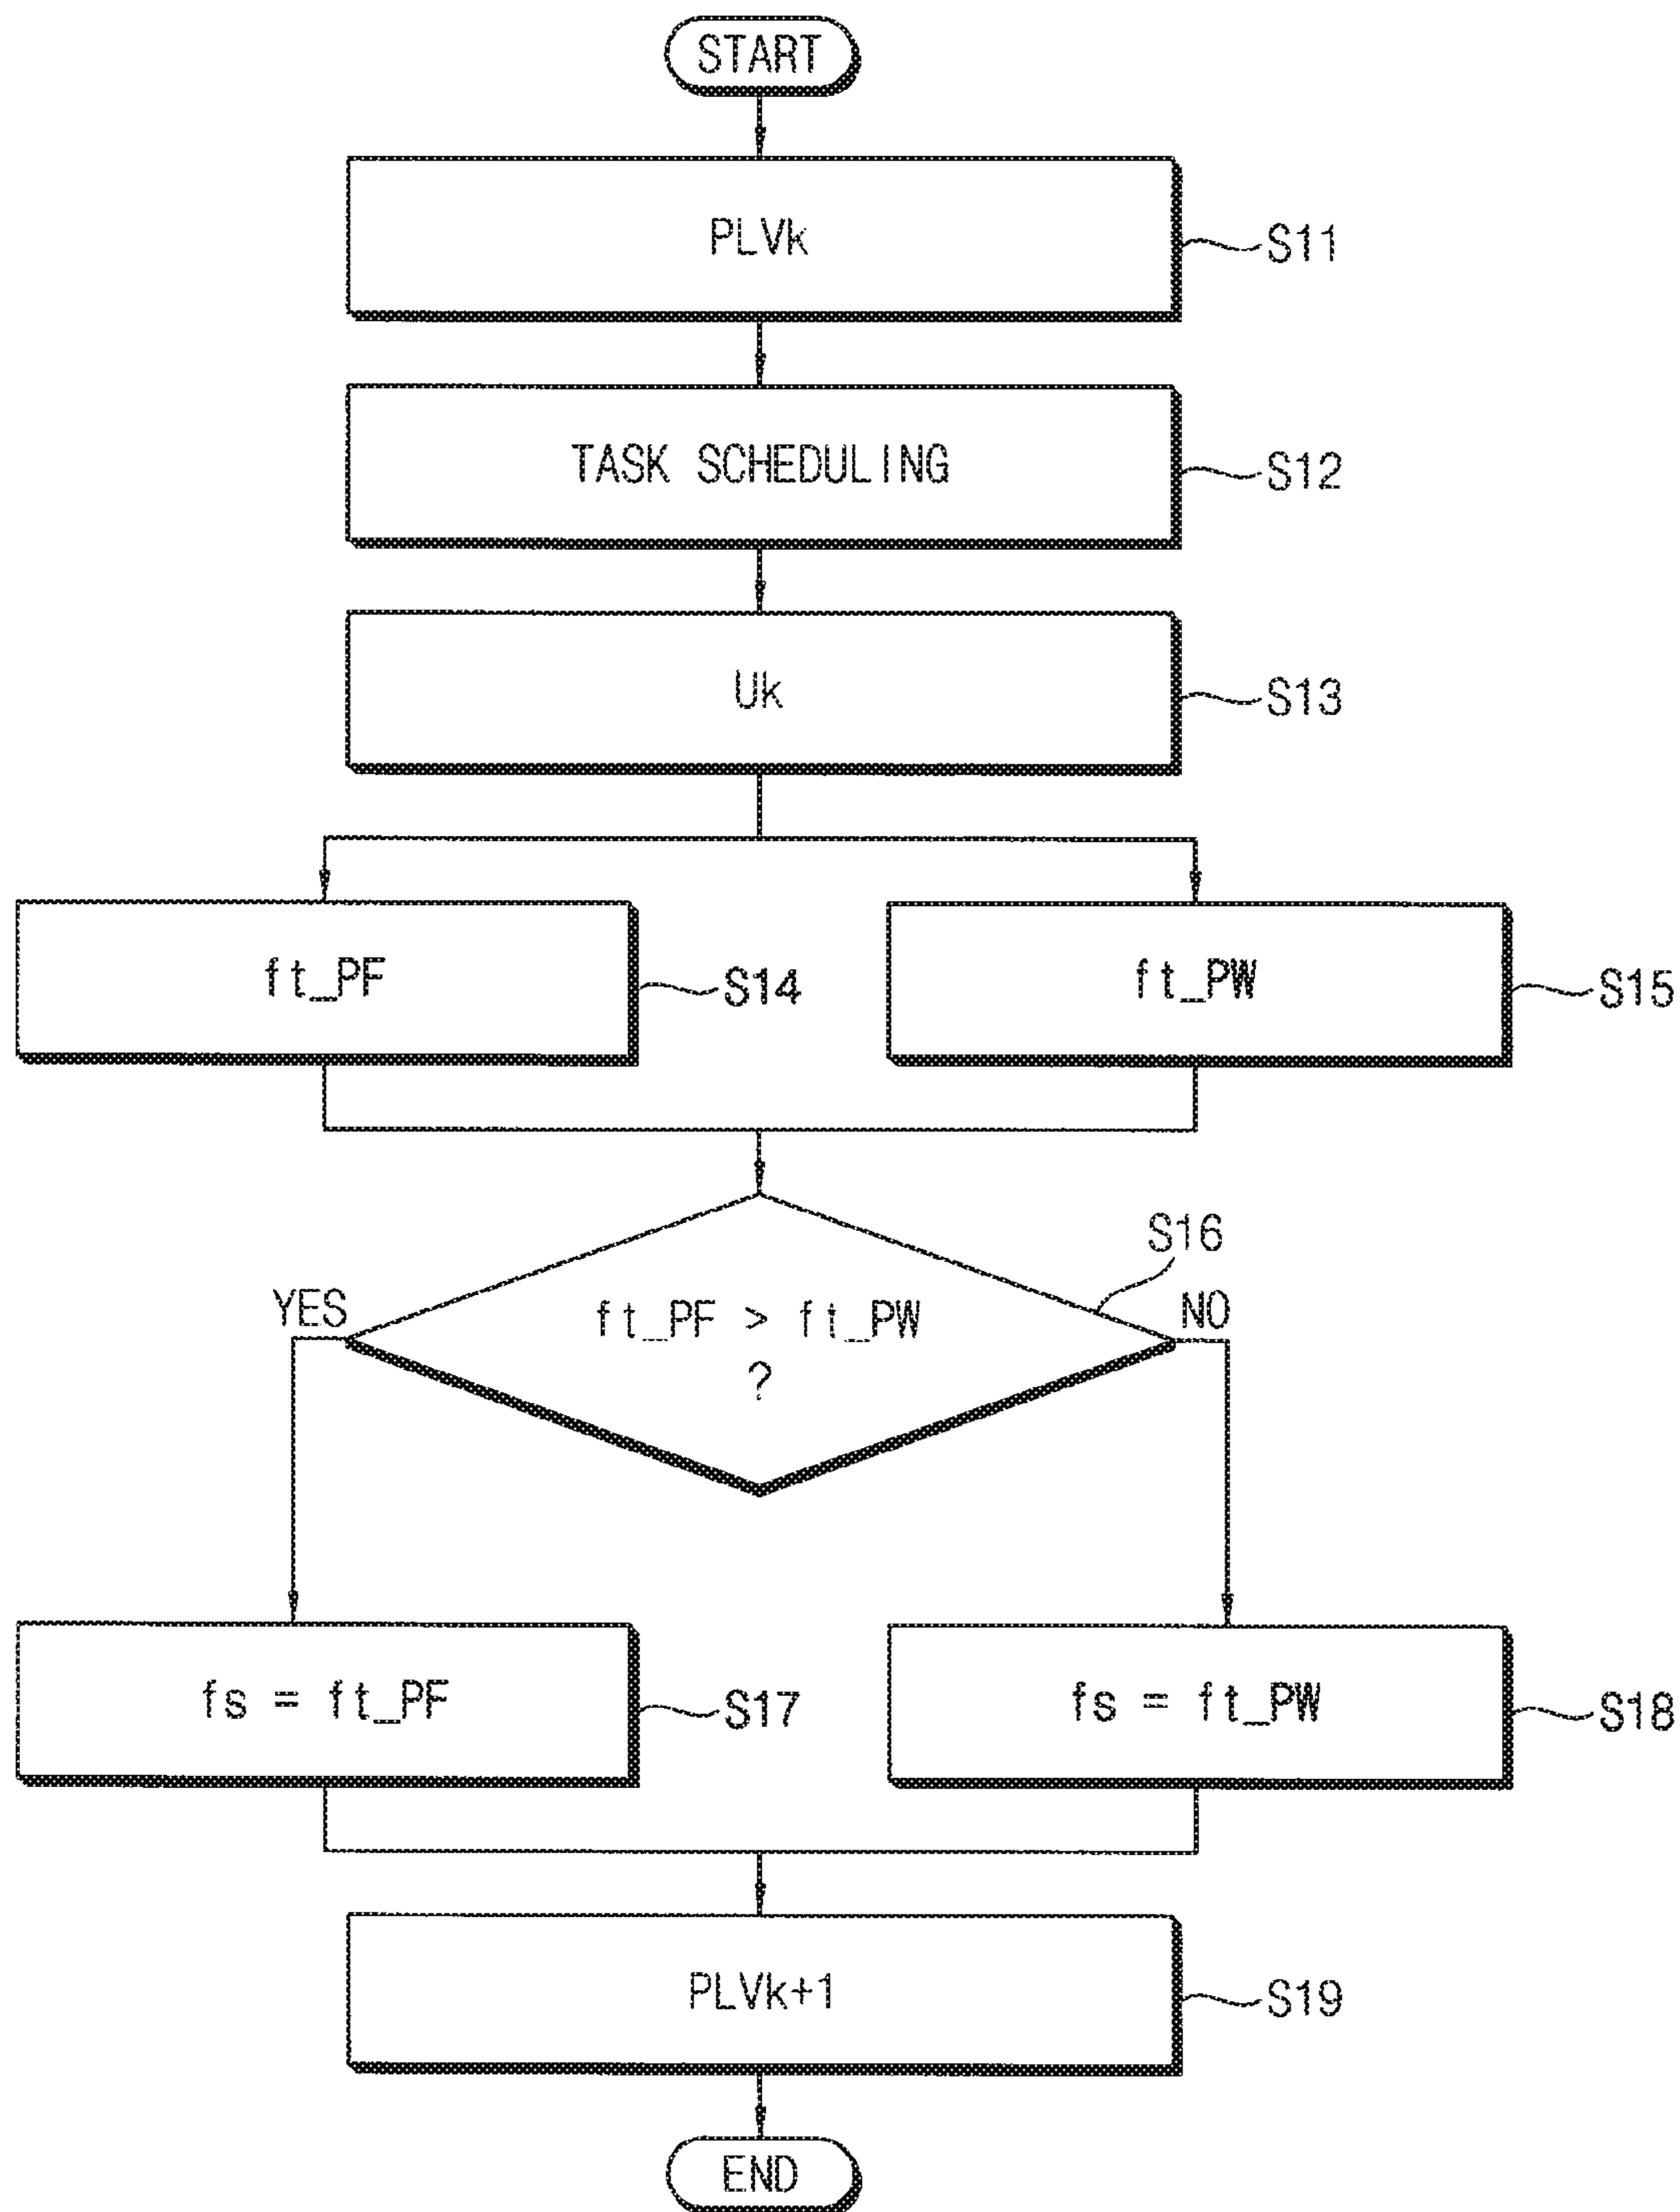 START
PLVk
S11
TASK SCHEDULING
S12
Uk
S13
ft_PF
S14
ft_PW
S15
S16
YES
ft_PF > ft_PW
?
NO
fs = ft_PF
S17
fs = ft_PW
S18
PLVk+1
S19
END